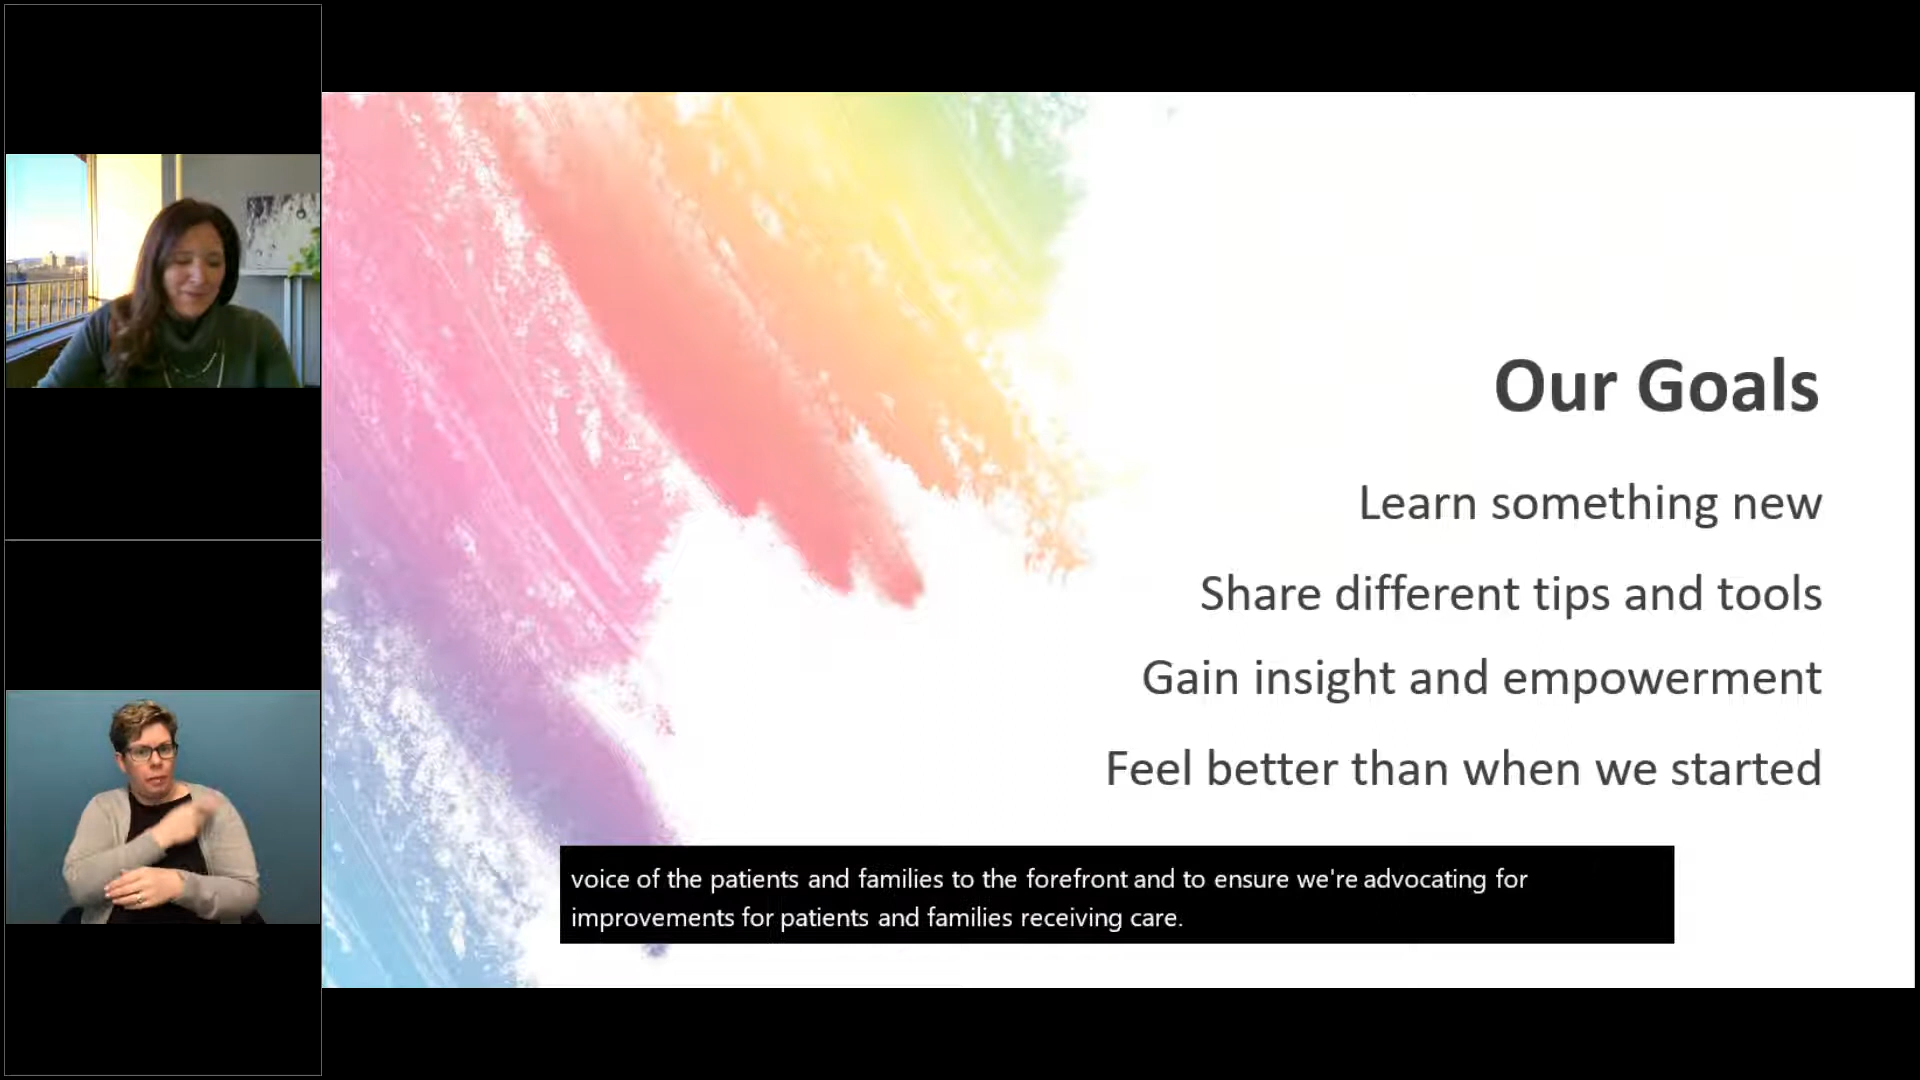 Our Goals
Learn something new
Share different tips and tools
Gain insight and empowerment
Feel better than when we started
voice of the patients and families to the forefront and to ensure we're advocating for
improvements for patients and families receiving care.